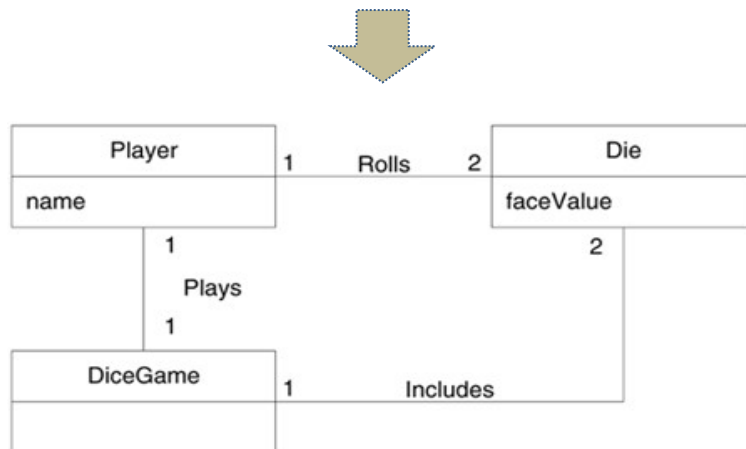 Player
1 Rolls 2
Die
name
faceValue
1
2
Plays
1
DiceGame
1
Includes